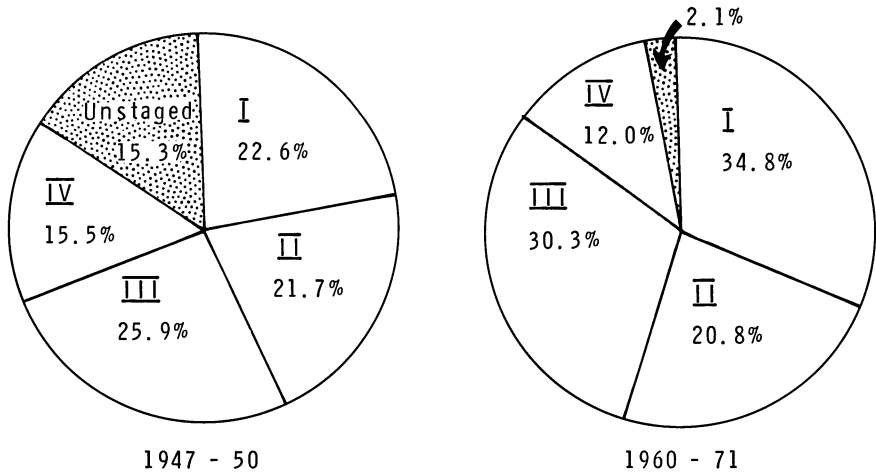 Unstaged
15.3%
I
22.6%
II
21.7%
III
25.9%
IV
15.5%
1947 - 50
2.1%
I
34.8%
II
20.8%
III
30.3%
IV
12.0%
1960 - 71